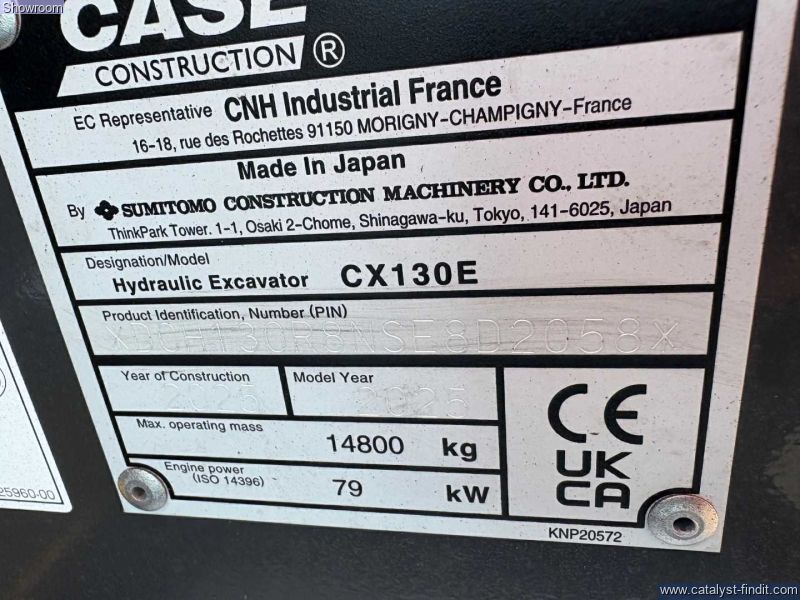 Showroom
CASE
CONSTRUCTION ®
EC Representative CNH Industrial France
16-18, rue des Rochettes 91150 MORIGNY-CHAMPIGNY-France
Made In Japan
By SUMITOMO CONSTRUCTION MACHINERY CO., LTD.
ThinkPark Tower. 1-1, Osaki 2-Chome, Shinagawa-ku, Tokyo, 141-6025, Japan
Designation/Model
Hydraulic Excavator CX130E
Product Identification, Number (PIN)
Year of Construction Model Year
2025 2025
Max. operating mass
14800 kg
Engine power
(ISO 14396) 79 kW
CE
UK
CA
KNP20572
25960-00
www.catalyst-findit.com